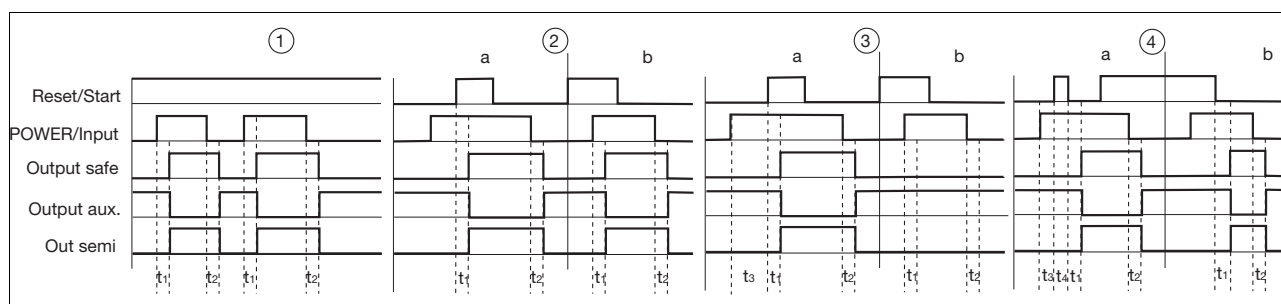 ① ② ③ ④
a b a b a b
Reset/Start
POWER/Input
Output safe
Output aux.
Out semi
t₁ t₂ t₁ t₂ t₁ t₂ t₁ t₂ t₃ t₁ t₂ t₁ t₂ t₃ t₄ t₁ t₂ t₁ t₂